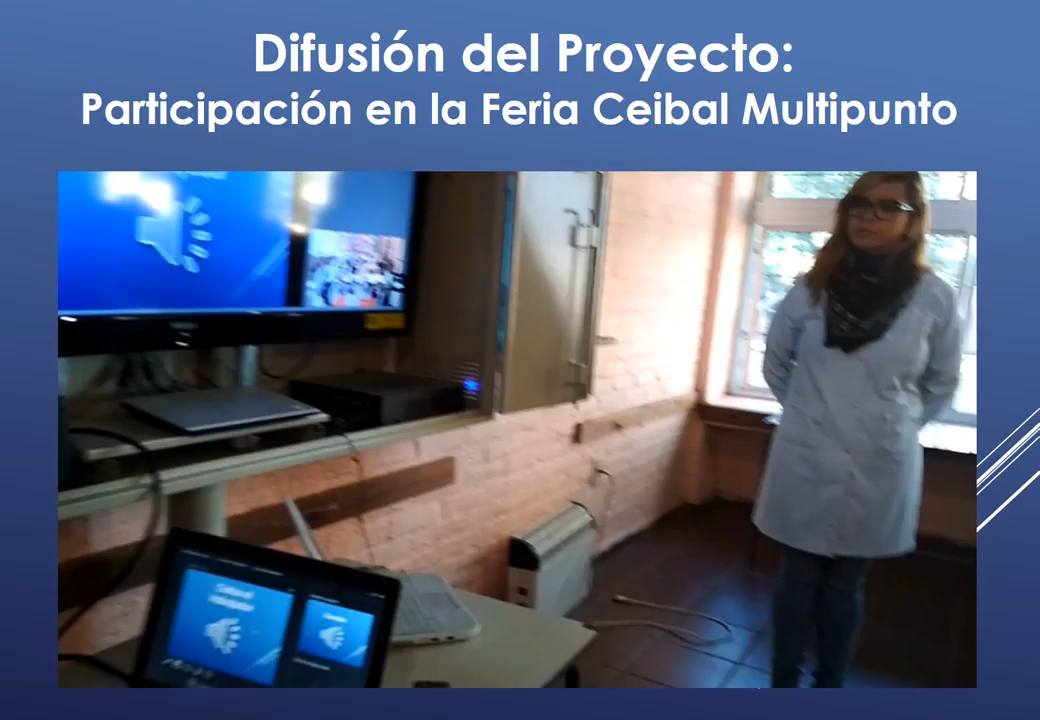 Difusión del Proyecto:
Participación en la Feria Ceibal Multipunto